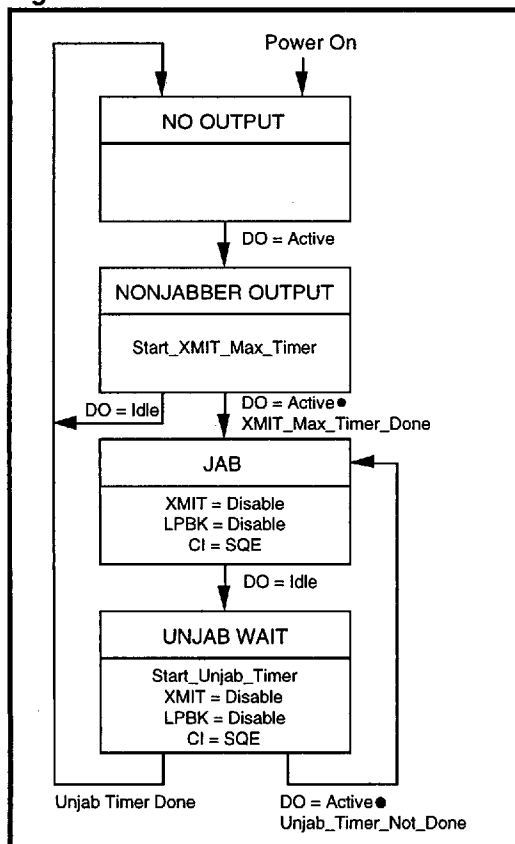 Power On
NO OUTPUT
DO = Active
NONJABBER OUTPUT
Start_XMIT_Max_Timer
DO = Idle
DO = Active●
XMIT_Max_Timer_Done
JAB
XMIT = Disable
LPBK = Disable
CI = SQE
DO = Idle
UNJAB WAIT
Start_Unjab_Timer
XMIT = Disable
LPBK = Disable
CI = SQE
Unjab Timer Done
DO = Active●
Unjab_Timer_Not_Done